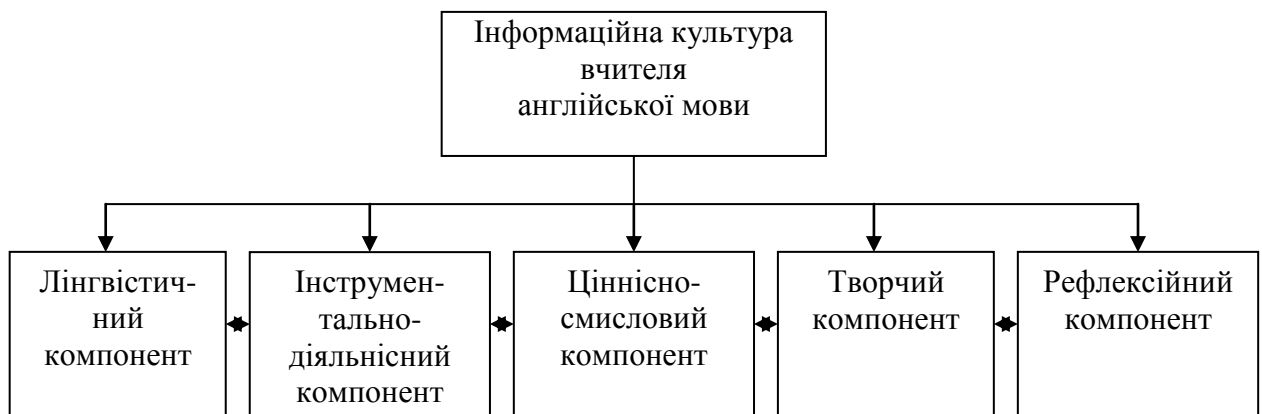 Інформаційна культура
вчителя
англійської мови
Лінгвістич-
ний
компонент
Інструмен-
тально-
діяльнісний
компонент
Ціннісно-
смисловий
компонент
Творчий
компонент
Рефлексійний
компонент